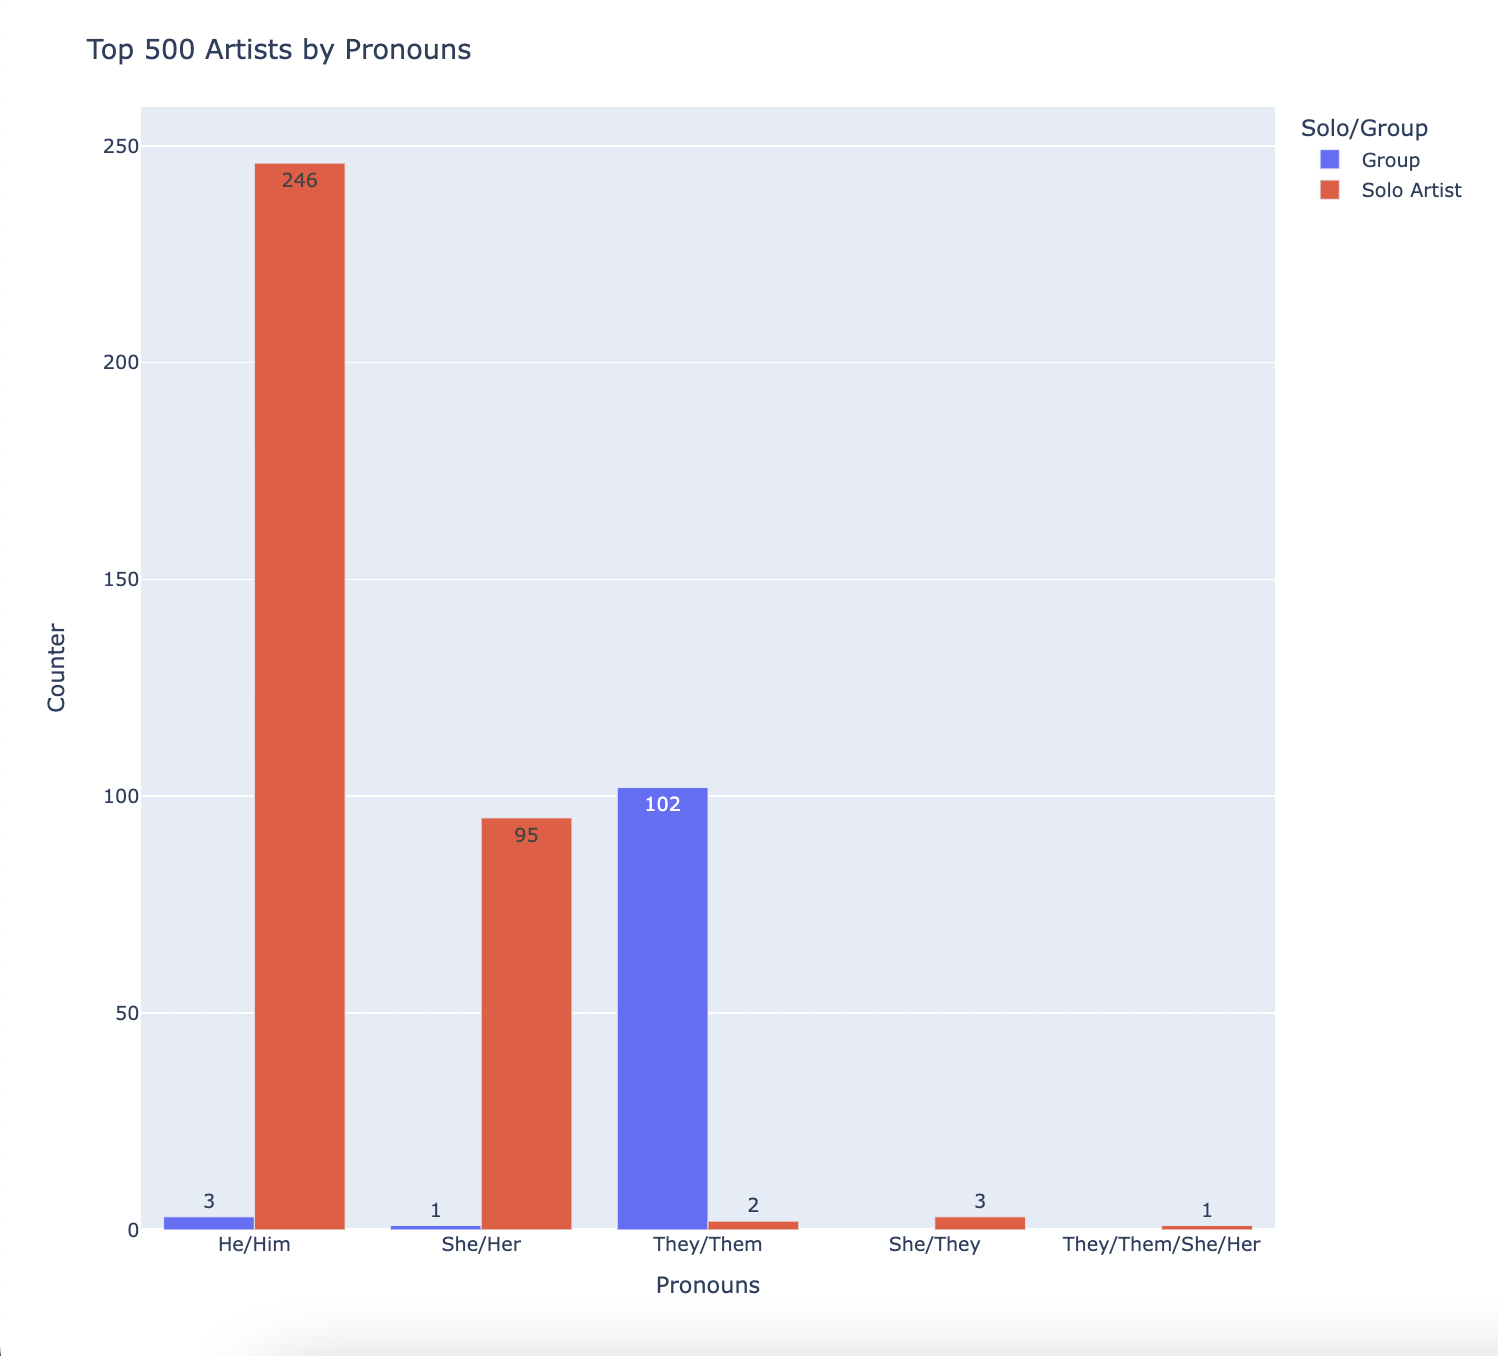 Top 500 Artists by Pronouns
Solo/Group
Group
Solo Artist
250
200
150
100
50
0
Counter
246
3
95
1
102
2
3
1
He/Him
She/Her
They/Them
She/They
They/Them/She/Her
Pronouns